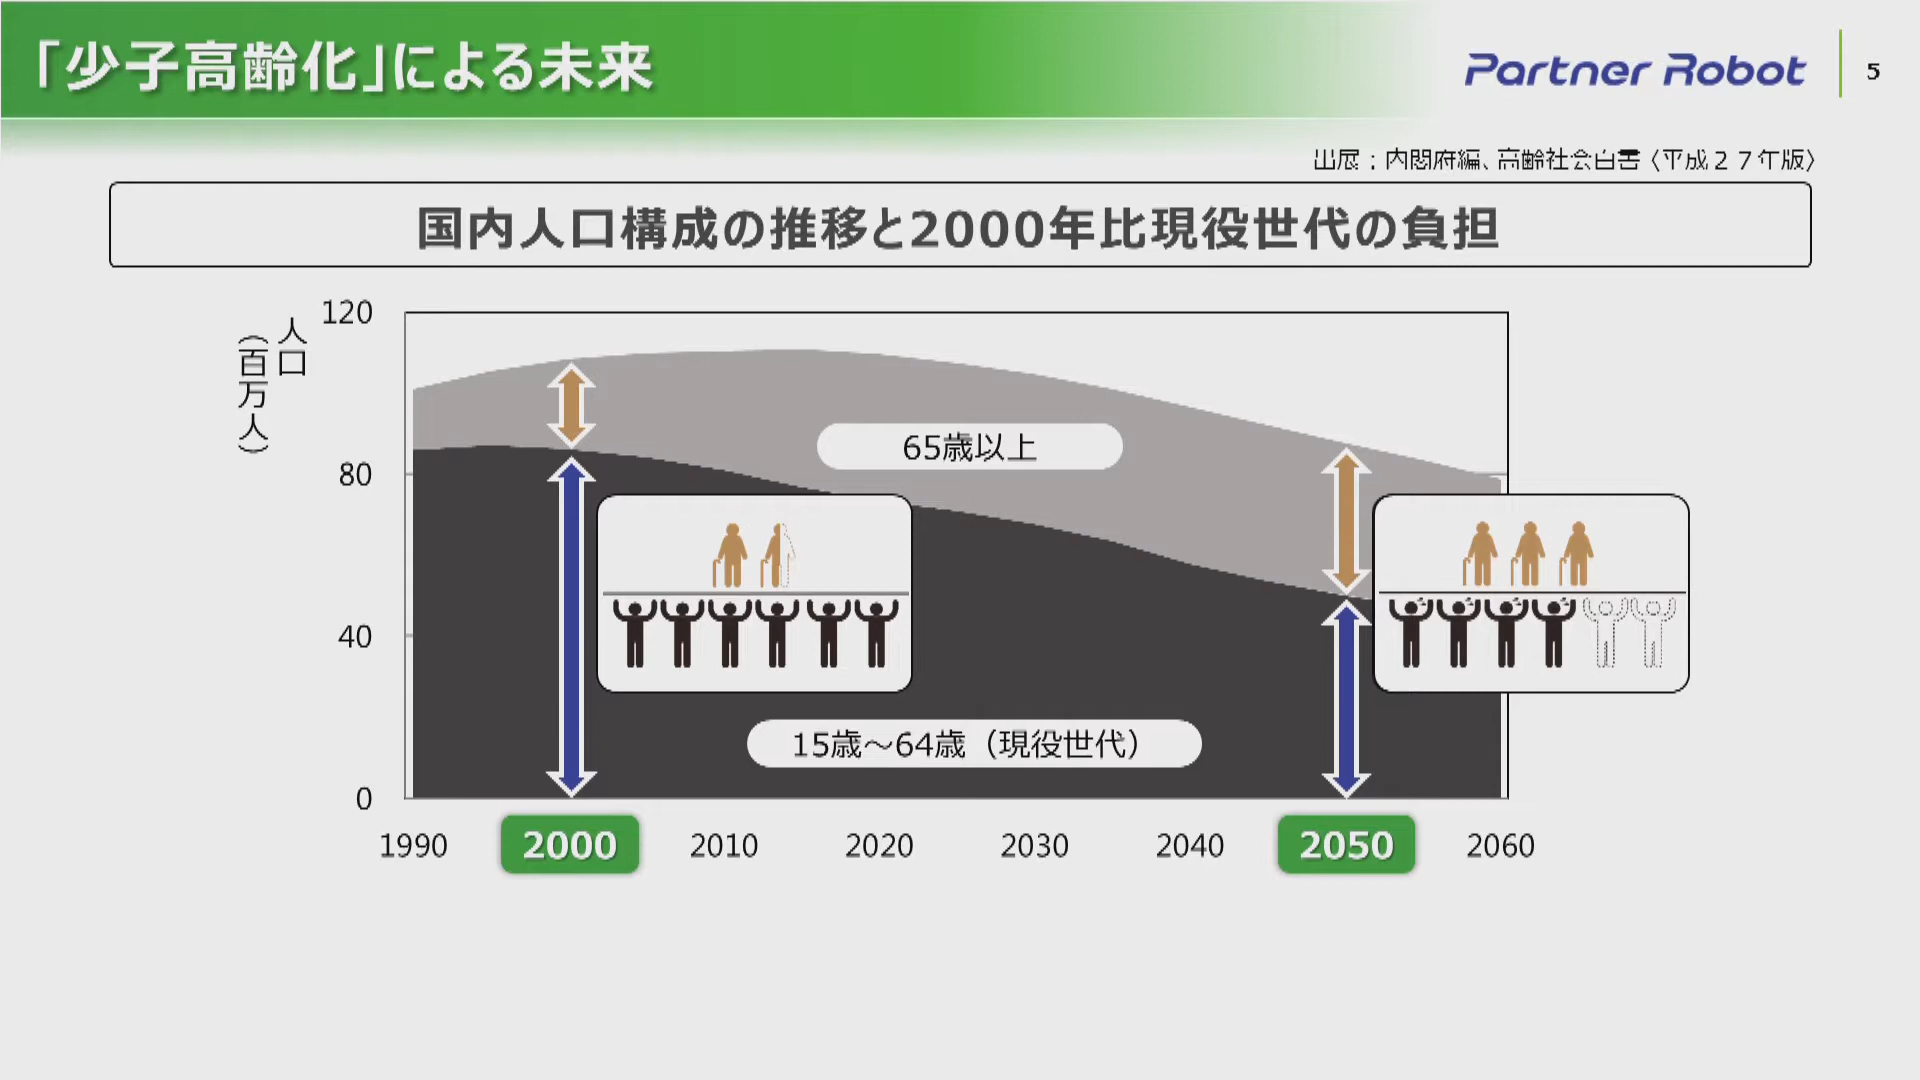 「少子高齢化」による未来
Partner Robot
5
出展：内閣府編、高齢社会白書〈平成２７年版〉
国内人口構成の推移と2000年比現役世代の負担
人口
（百万人）
120
80
40
0
65歳以上
15歳～64歳（現役世代）
1990
2000
2010
2020
2030
2040
2050
2060